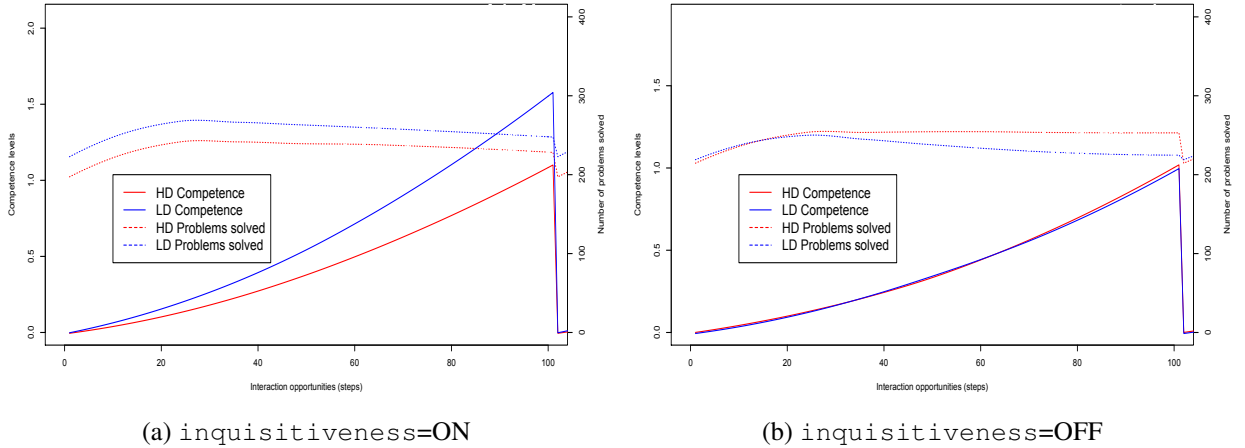 2.0
1.5
1.0
0.5
0.0
Competence levels
400
300
200
100
0
Number of problems solved
HD Competence
LD Competence
HD Problems solved
LD Problems solved
0 20 40 60 80 100
Interaction opportunities (steps)
(a) inquisitiveness=ON
1.5
1.0
0.5
0.0
Competence levels
400
300
200
100
0
Number of problems solved
HD Competence
LD Competence
HD Problems solved
LD Problems solved
0 20 40 60 80 100
Interaction opportunities (steps)
(b) inquisitiveness=OFF